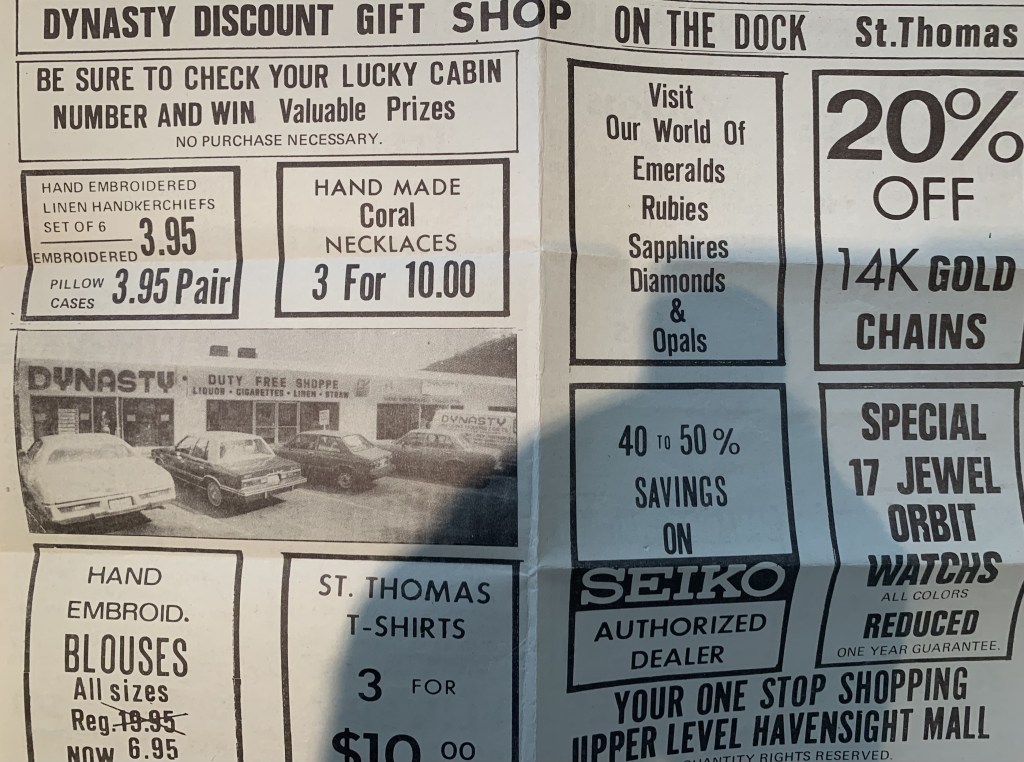 DYNASTY DISCOUNT GIFT SHOP ON THE DOCK St.Thomas
BE SURE TO CHECK YOUR LUCKY CABIN
NUMBER AND WIN Valuable Prizes
NO PURCHASE NECESSARY.
HAND EMBROIDERED
LINEN HANDKERCHIEFS
SET OF 6 3.95
EMBROIDERED
PILLOW
CASES 3.95 Pair
HAND MADE
Coral
NECKLACES
3 For 10.00
DYNASTY
DUTY FREE SHOPPE
LIQUOR • CIGARETTES • LINEN • STRAW
DYNASTY
HAND
EMBROID.
BLOUSES
All sizes
Reg. 19.95
NOW 6.95
ST. THOMAS
T-SHIRTS
3 FOR
$10 00
Visit
Our World Of
Emeralds
Rubies
Sapphires
Diamonds
&
Opals
20%
OFF
14K GOLD
CHAINS
40 TO 50%
SAVINGS
ON
SEIKO
AUTHORIZED
DEALER
SPECIAL
17 JEWEL
ORBIT
WATCHS
ALL COLORS
REDUCED
ONE YEAR GUARANTEE.
YOUR ONE STOP SHOPPING
UPPER LEVEL HAVENSIGHT MALL
QUANTITY RIGHTS RESERVED.